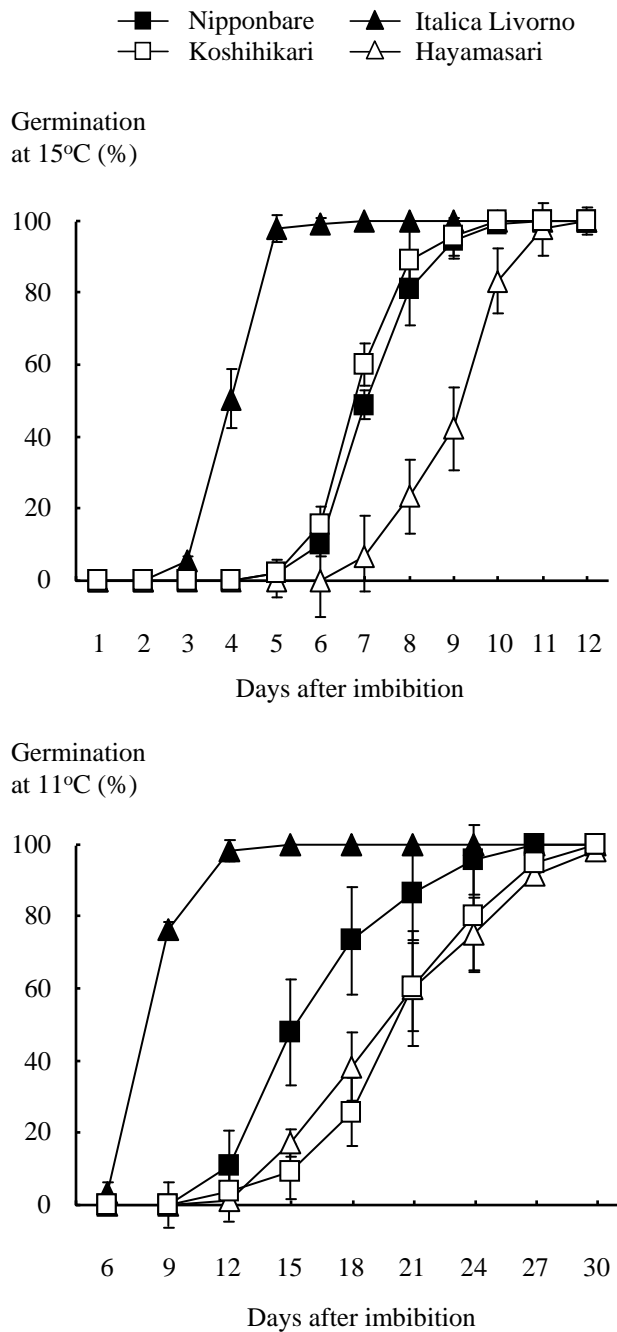 Nipponbare Italica Livorno
Koshihikari Hayamasari
Germination
at 15°C (%)
100
80
60
40
20
0
1 2 3 4 5 6 7 8 9 10 11 12
Days after imbibition
Germination
at 11°C (%)
100
80
60
40
20
0
6 9 12 15 18 21 24 27 30
Days after imbibition